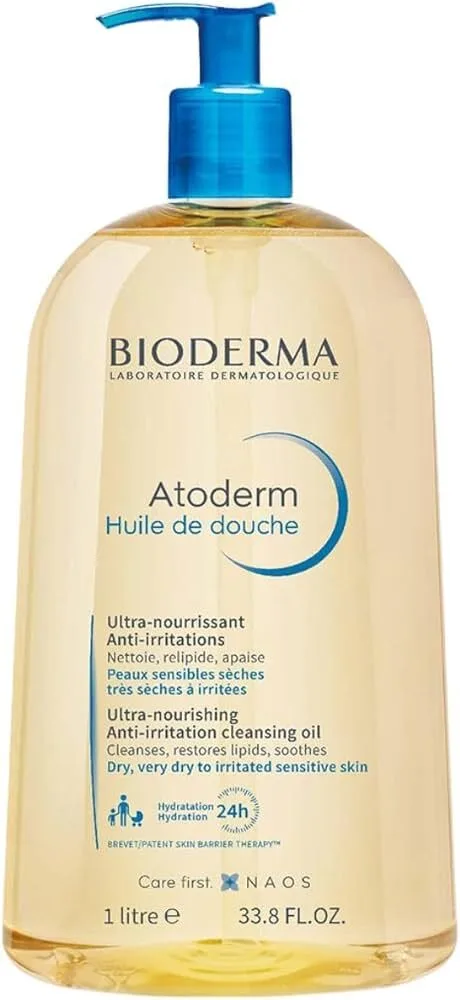 BIODERMA
LABORATOIRE DERMATOLOGIQUE
Atoderm
Huile de douche
Ultra-nourrissant
Anti-irritations
Nettoie, relipide, apaise
Peaux sensibles sèches
très sèches à irritées
Ultra-nourishing
Anti-irritation cleansing oil
Cleanses, restores lipids, soothes
Dry, very dry to irritated sensitive skin
Hydratation
Hydration
24h
BREVET/PATENT SKIN BARRIER THERAPY™
Care first. NAOS
1 litre ℮ 33.8 FL.OZ.